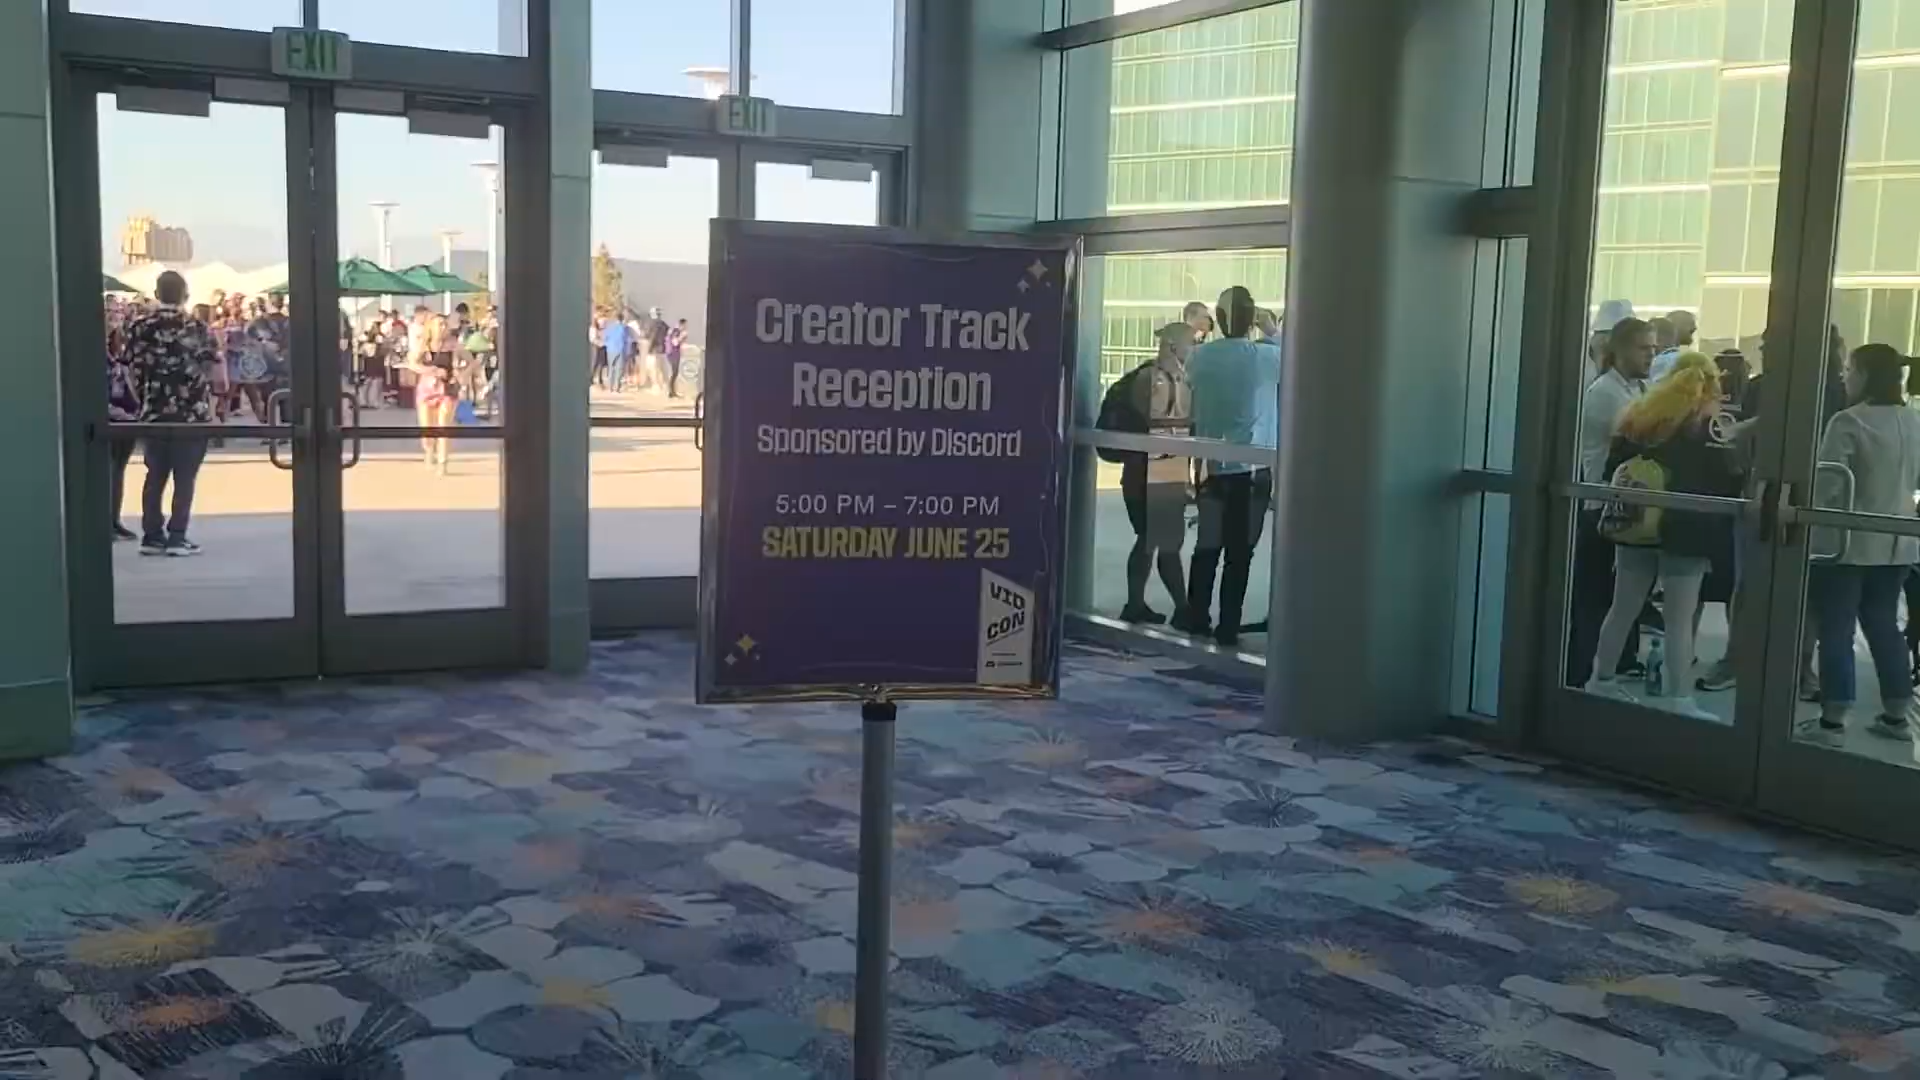 EXIT
EXIT
Creator Track
Reception
Sponsored by Discord
5:00 PM – 7:00 PM
SATURDAY JUNE 25
VID
CON